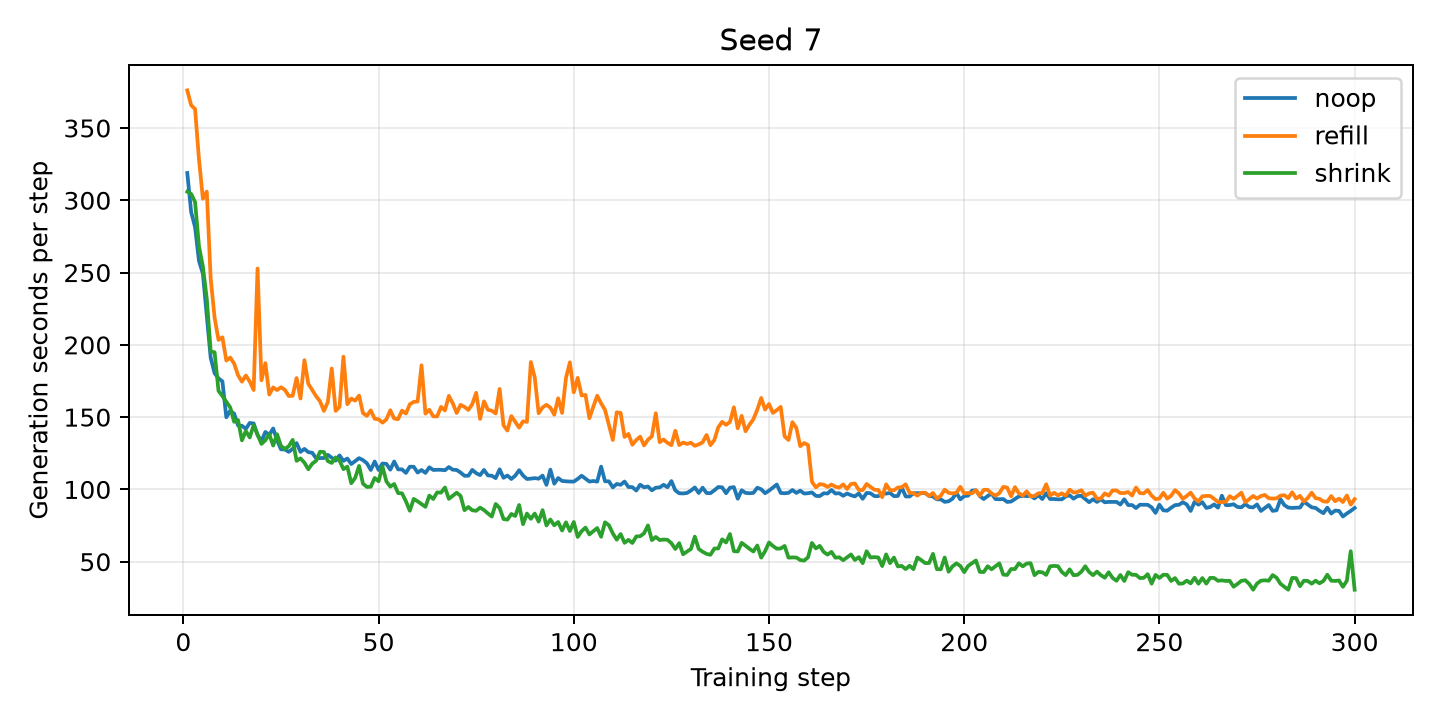 Seed 7
Generation seconds per step
350
300
250
200
150
100
50
noop
refill
shrink
0 50 100 150 200 250 300
Training step